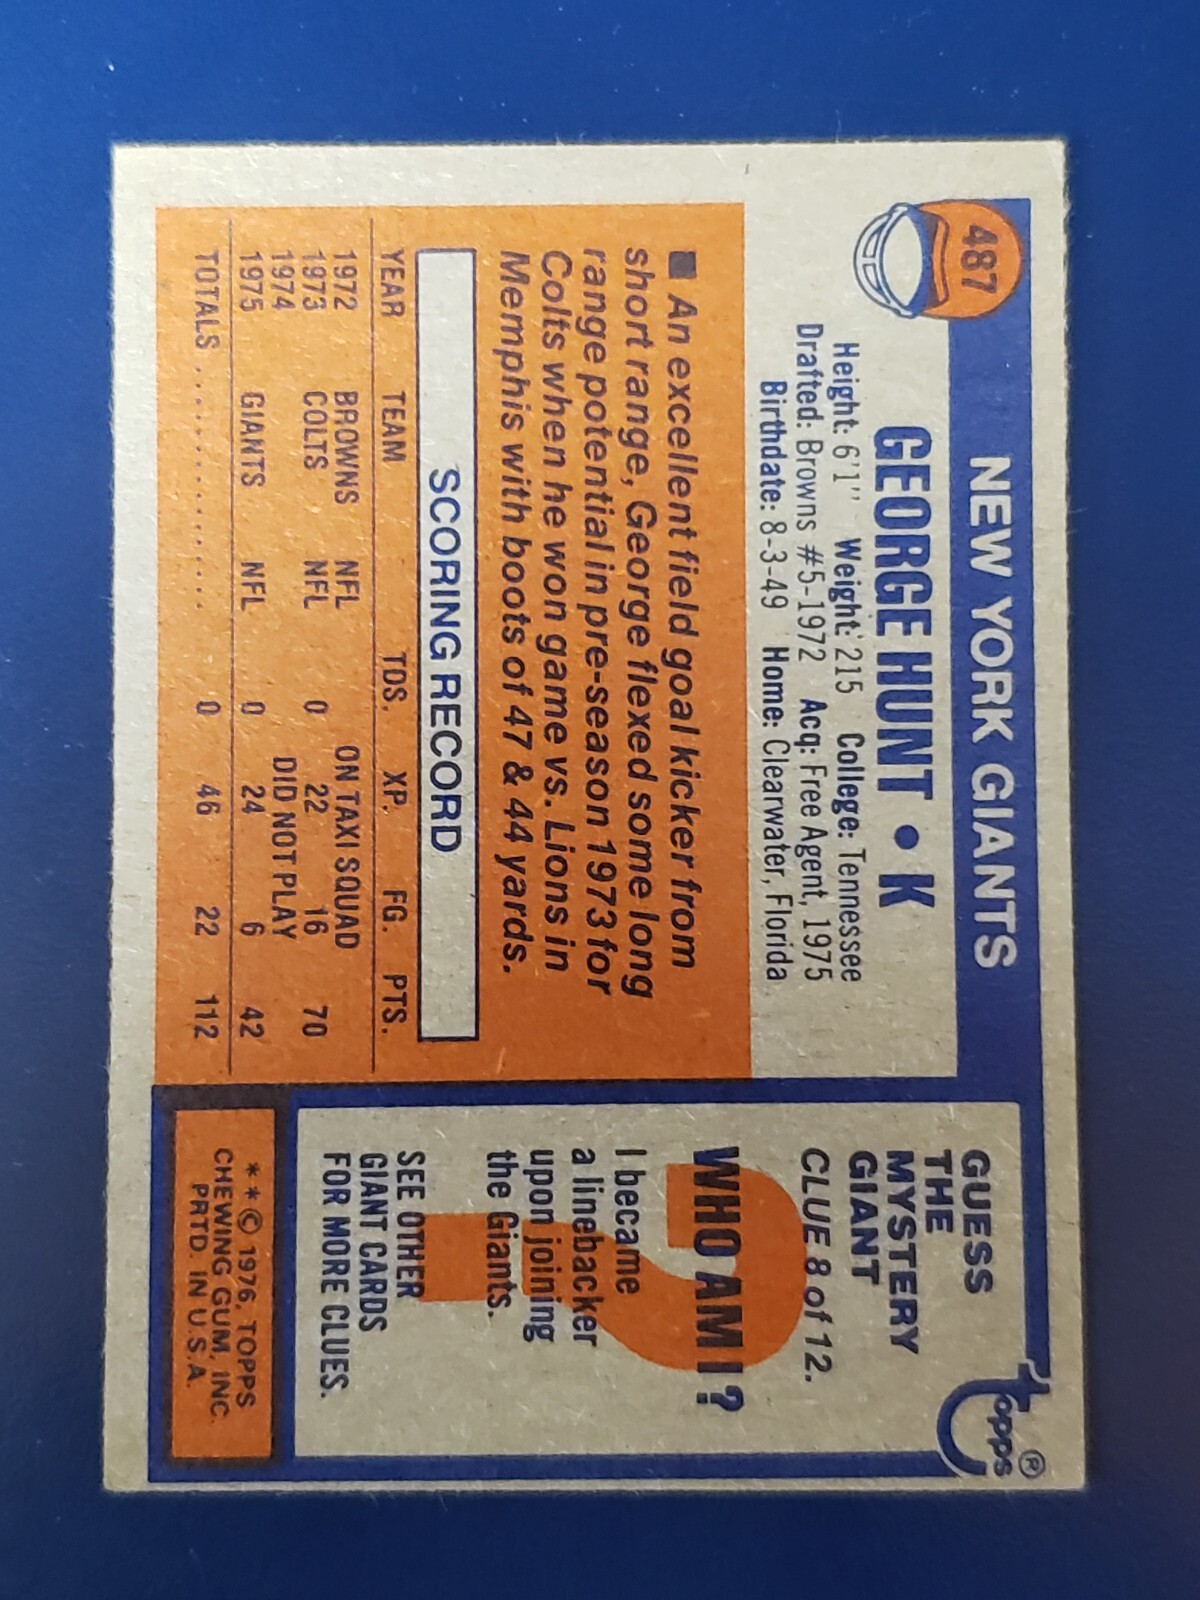 487
NEW YORK GIANTS
GEORGE HUNT • K
Height: 6'1" Weight: 215 College: Tennessee
Drafted: Browns #5-1972 Acq: Free Agent, 1975
Birthdate: 8-3-49 Home: Clearwater, Florida
■ An excellent field goal kicker from
short range, George flexed some long
range potential in pre-season 1973 for
Colts when he won game vs. Lions in
Memphis with boots of 47 & 44 yards.
SCORING RECORD
YEAR TEAM TDS. XP. FG. PTS.
1972 BROWNS NFL ON TAXI SQUAD
1973 COLTS NFL 0 22 16 70
1974 DID NOT PLAY
1975 GIANTS NFL 0 24 6 42
TOTALS ............... 0 46 22 112
topps®
GUESS
THE
MYSTERY
GIANT
CLUE 8 of 12.
WHO AM I?
I became
a linebacker
upon joining
the Giants.
SEE OTHER
GIANT CARDS
FOR MORE CLUES.
**© 1976, TOPPS
CHEWING GUM, INC.
PRTD. IN U.S.A.